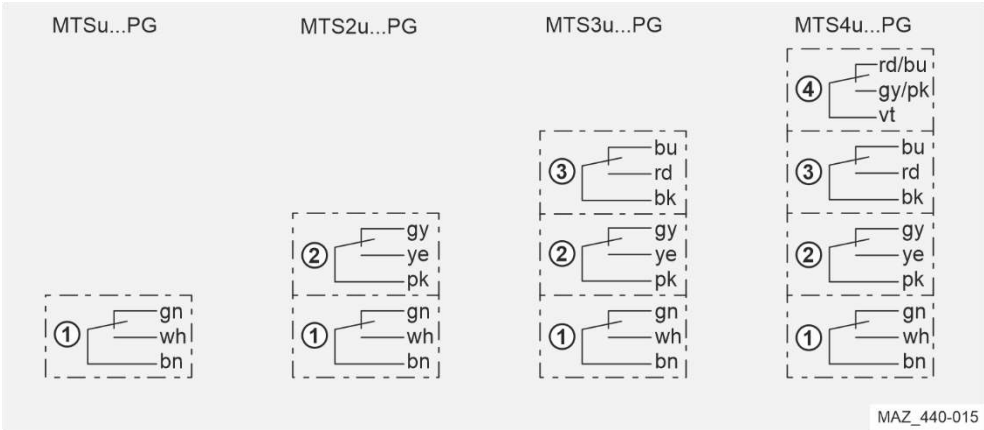 MTSu...PG
MTS2u...PG
MTS3u...PG
MTS4u...PG
1
gn
wh
bn
2
gy
ye
pk
1
gn
wh
bn
3
bu
rd
bk
2
gy
ye
pk
1
gn
wh
bn
4
rd/bu
gy/pk
vt
3
bu
rd
bk
2
gy
ye
pk
1
gn
wh
bn
MAZ_440-015